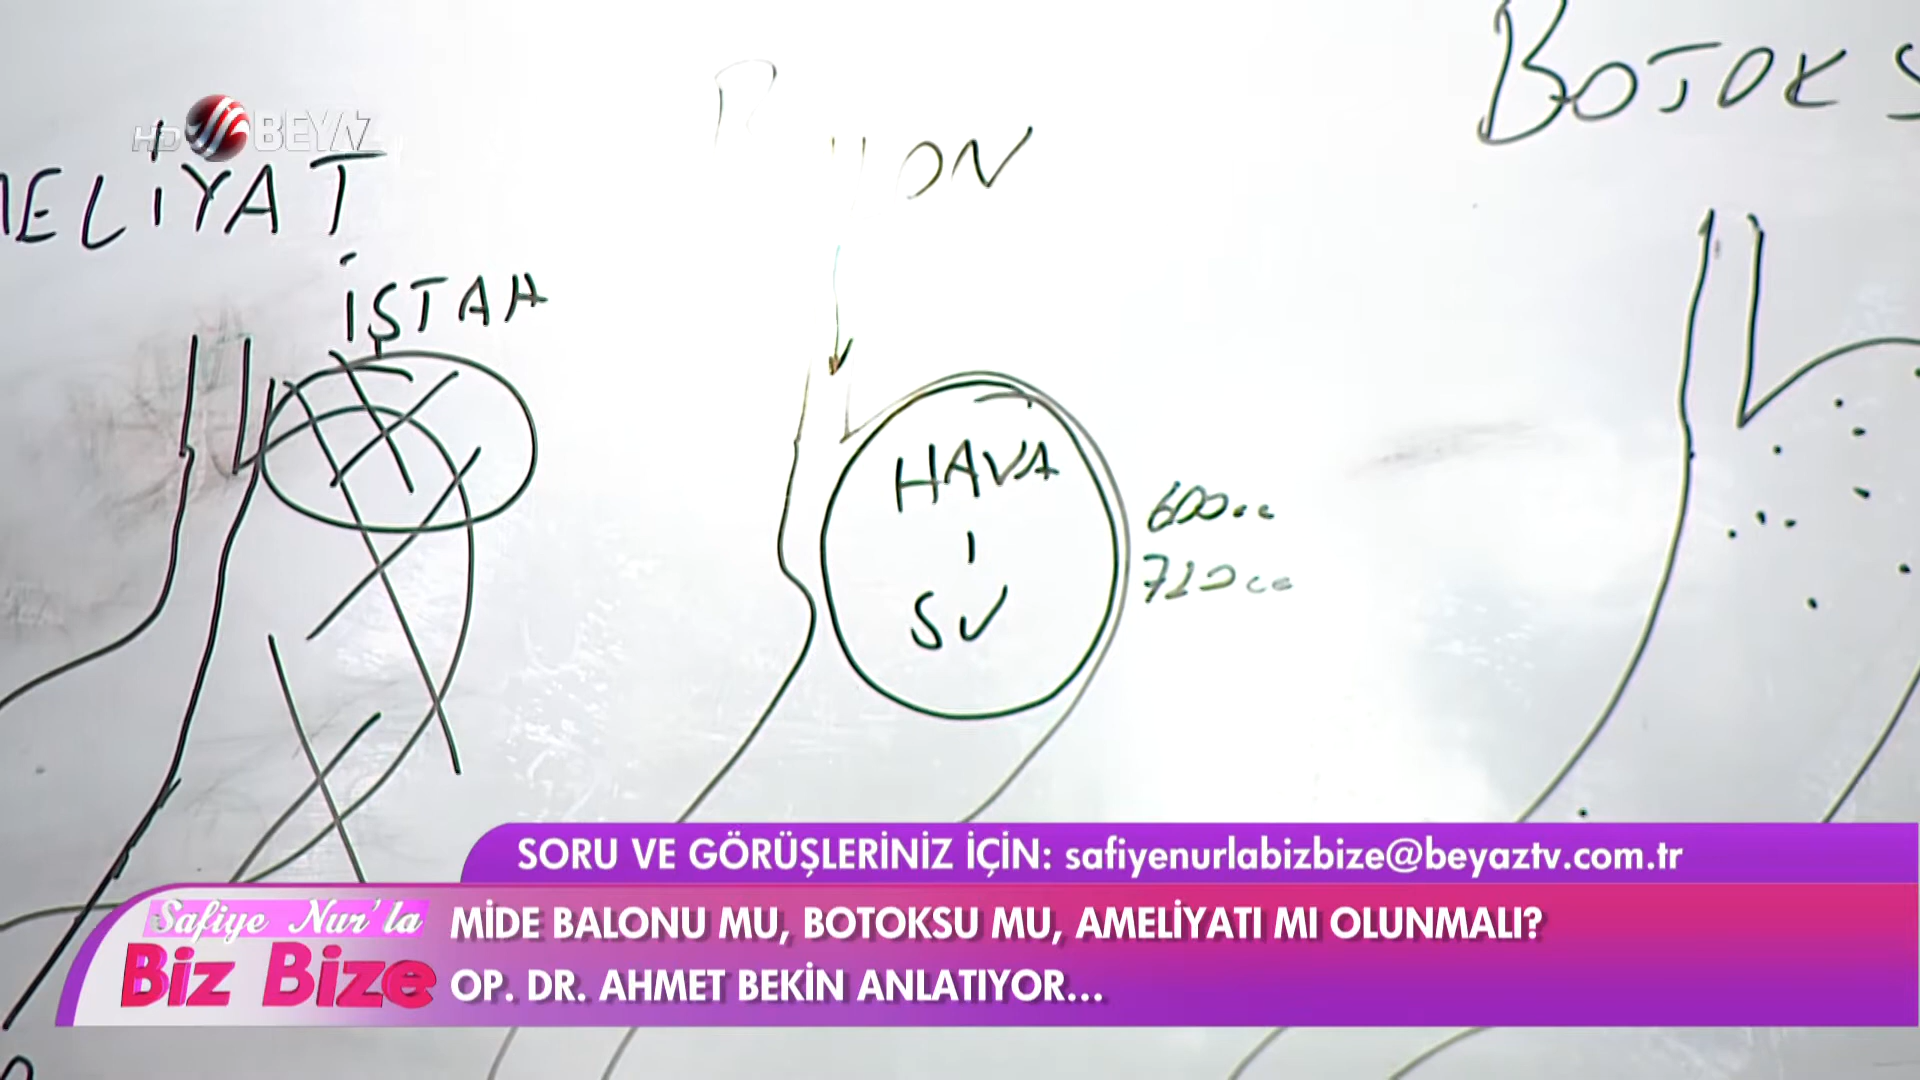 HD BEYAZ
AMELİYAT
İŞTAH
ON
HAVA
SU
600cc
BOTOKS
SORU VE GÖRÜŞLERİNİZ İÇİN: safiyenurlabizbize@beyaztv.com.tr
Safiye Nur'la
Biz Bize
MİDE BALONU MU, BOTOKSU MU, AMELİYATI MI OLUNMALI?
OP. DR. AHMET BEKİN ANLATIYOR...